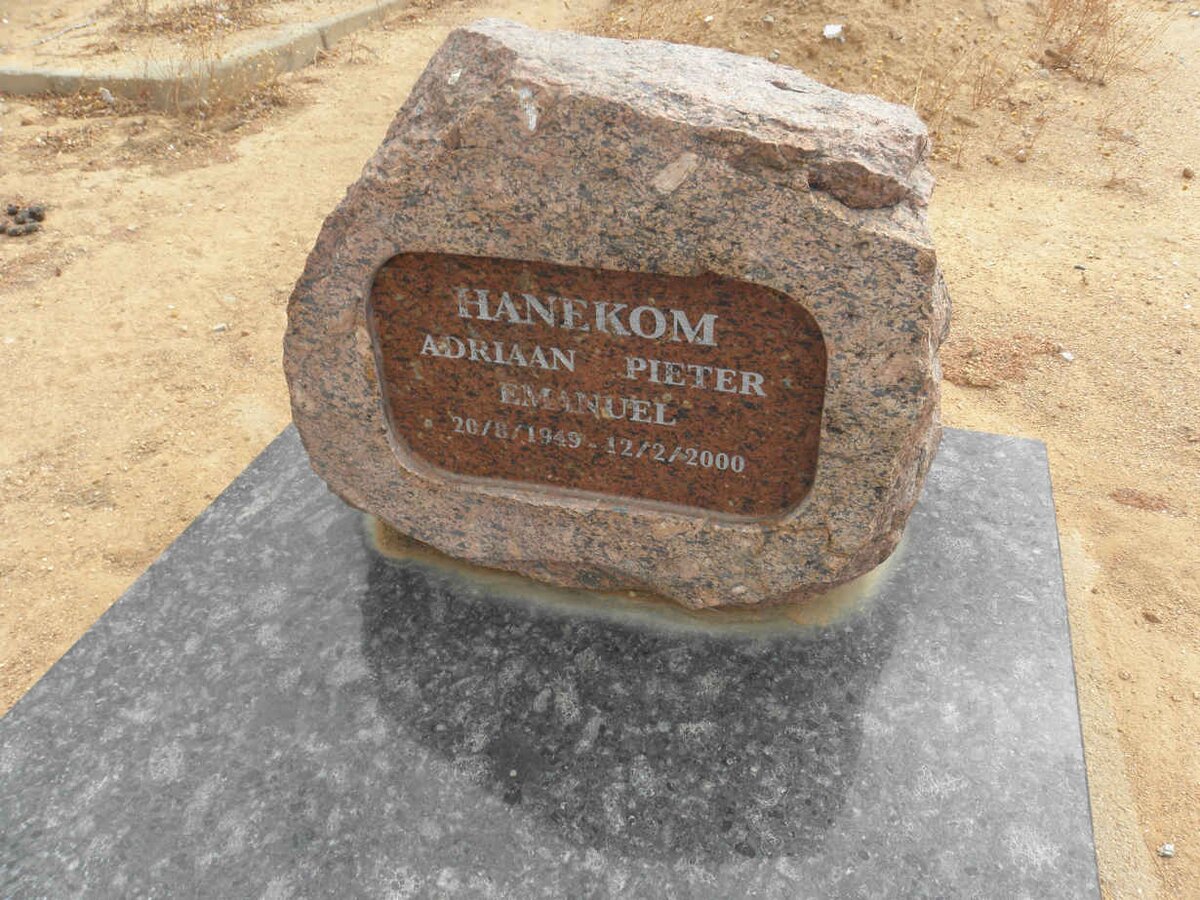 HANEKOM
ADRIAAN PIETER
EMANUEL
* 20/8/1949 - 12/2/2000